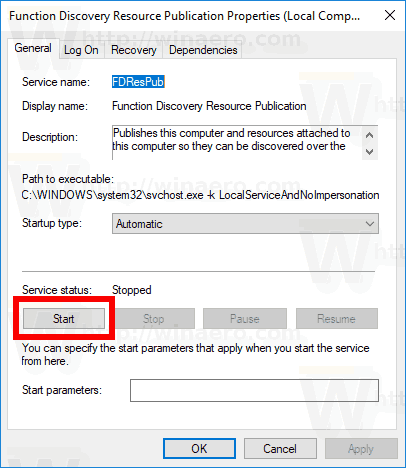 Function Discovery Resource Publication Properties (Local Comp...
General Log On Recovery Dependencies
Service name: FDResPub
Display name: Function Discovery Resource Publication
Description: Publishes this computer and resources attached to
this computer so they can be discovered over the
Path to executable:
C:\WINDOWS\system32\svchost.exe -k LocalServiceAndNoImpersonation
Startup type: Automatic
Service status: Stopped
Start Stop Pause Resume
You can specify the start parameters that apply when you start the service
from here.
Start parameters:
OK Cancel Apply
http://winaero.com